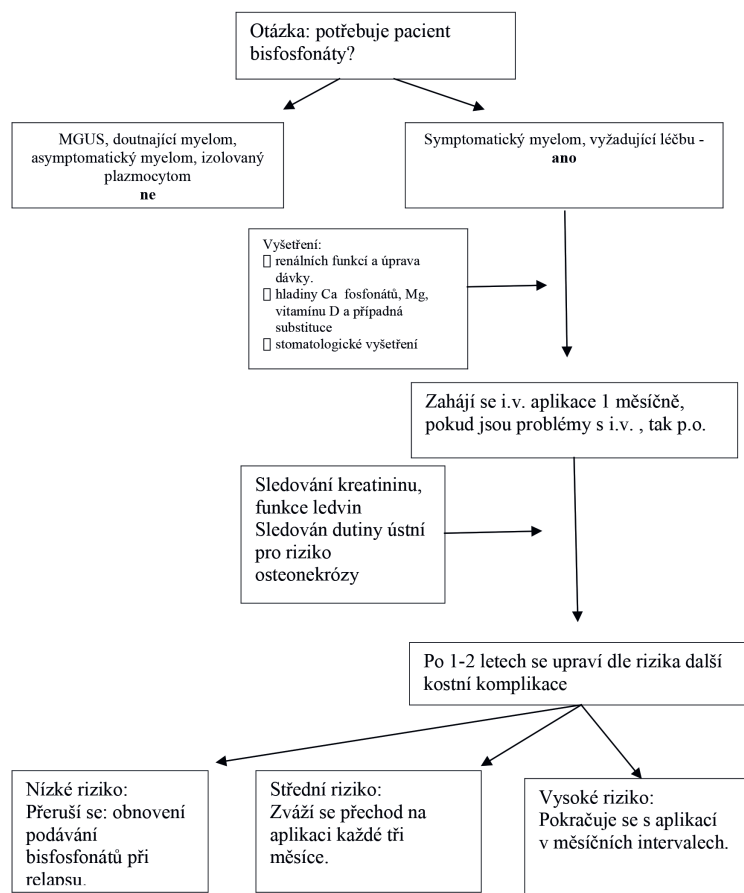 Otázka: potřebuje pacient
bisfosfonáty?
MGUS, doutnající myelom,
asymptomatický myelom, izolovaný
plazmocytom
ne
Symptomatický myelom, vyžadující léčbu -
ano
Vyšetření:
▯ renálních funkcí a úprava
dávky.
▯ hladiny Ca fosfonátů, Mg,
vitamínu D a případná
substituce
▯ stomatologické vyšetření
Zahájí se i.v. aplikace 1 měsíčně,
pokud jsou problémy s i.v. , tak p.o.
Sledování kreatininu,
funkce ledvin
Sledován dutiny ústní
pro riziko
osteonekrózy
Po 1-2 letech se upraví dle rizika další
kostní komplikace
Nízké riziko:
Přeruší se: obnovení
podávání
bisfosfonátů při
relapsu.
Střední riziko:
Zváží se přechod na
aplikaci každé tři
měsíce.
Vysoké riziko:
Pokračuje se s aplikací
v měsíčních intervalech.